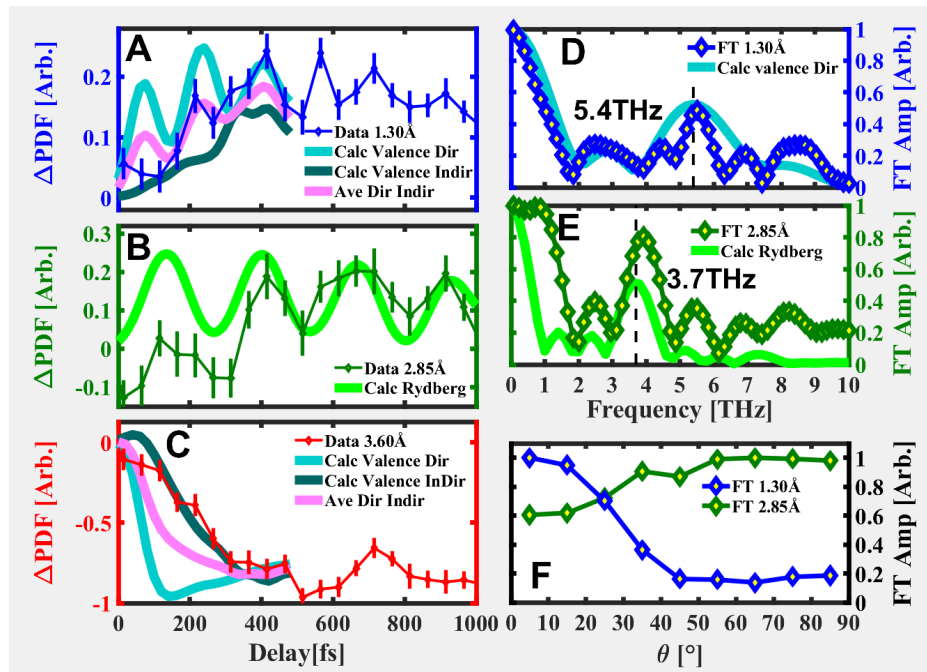 A
ΔPDF [Arb.]
0.2
0.1
0
Data 1.30Å
Calc Valence Dir
Calc Valence Indir
Ave Dir Indir
B
ΔPDF [Arb.]
0.3
0.2
0.1
0
-0.1
Data 2.85Å
Calc Rydberg
C
ΔPDF [Arb.]
0
-0.5
-1
Data 3.60Å
Calc Valence Dir
Calc Valence InDir
Ave Dir Indir
0 200 400 600 800 1000
Delay[fs]
D
FT 1.30Å
Calc valence Dir
5.4THz
1
0.8
0.6
0.4
0.2
0
FT Amp [Arb.]
E
FT 2.85Å
Calc Rydberg
3.7THz
1
0.8
0.6
0.4
0.2
0
FT Amp [Arb.]
0 1 2 3 4 5 6 7 8 9 10
Frequency [THz]
F
FT 1.30Å
FT 2.85Å
1
0.8
0.6
0.4
0.2
0
FT Amp [Arb.]
0 10 20 30 40 50 60 70 80 90
θ [°]